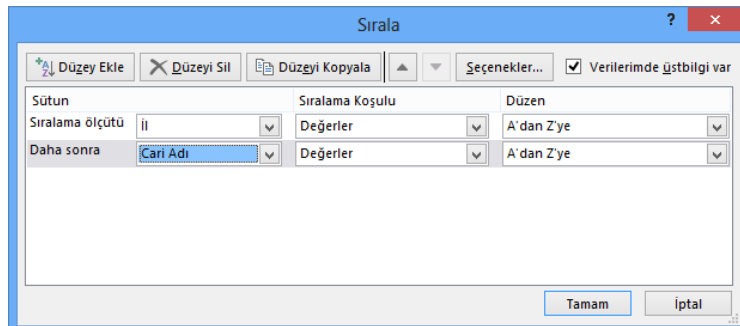 Sırala
? ×
Düzey Ekle Düzeyi Sil Düzeyi Kopyala Seçenekler... Verilerimde üstbilgi var
Sütun Sıralama Koşulu Düzen
Sıralama ölçütü İl Değerler A'dan Z'ye
Daha sonra Cari Adı Değerler A'dan Z'ye
Tamam İptal